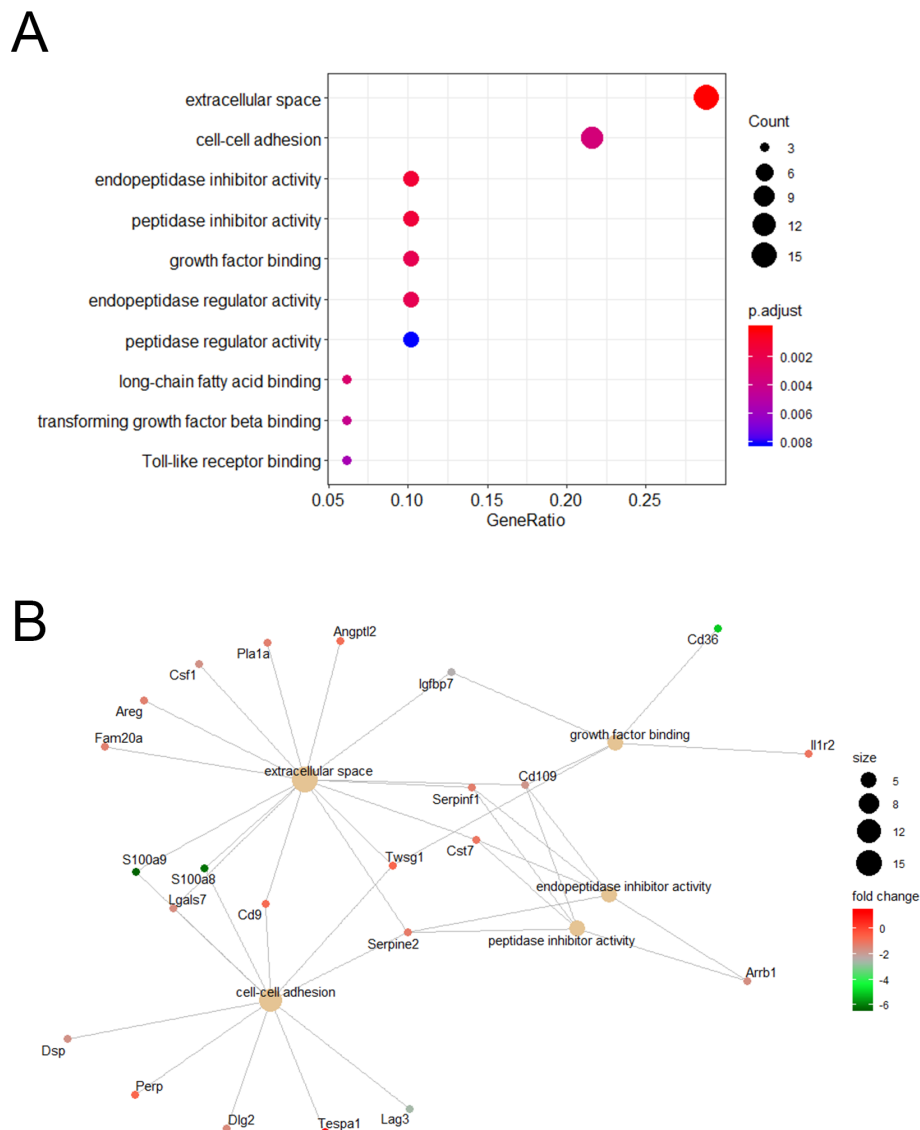 A
extracellular space
cell-cell adhesion
endopeptidase inhibitor activity
peptidase inhibitor activity
growth factor binding
endopeptidase regulator activity
peptidase regulator activity
long-chain fatty acid binding
transforming growth factor beta binding
Toll-like receptor binding
0.05 0.10 0.15 0.20 0.25
GeneRatio
Count
3
6
9
12
15
p.adjust
0.002
0.004
0.006
0.008
B
Angptl2
Pla1a
Csf1
Areg
Fam20a
Igfbp7
Cd36
growth factor binding
Il1r2
extracellular space
Cd109
Serpinf1
S100a9
S100a8
Lgals7
Cd9
Twsg1
Cst7
Serpine2
endopeptidase inhibitor activity
peptidase inhibitor activity
Arrb1
cell-cell adhesion
Dsp
Perp
Dlg2
Tespa1
Lag3
size
5
8
12
15
fold change
0
-2
-4
-6